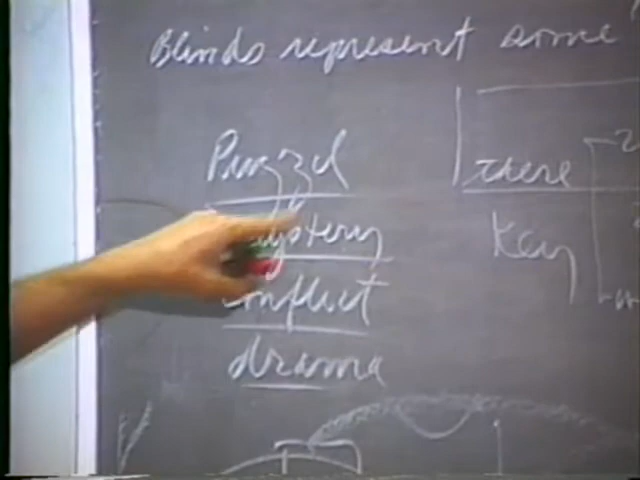 Blinds represent some
Puzzel
mystery
conflict
drama
there
Key